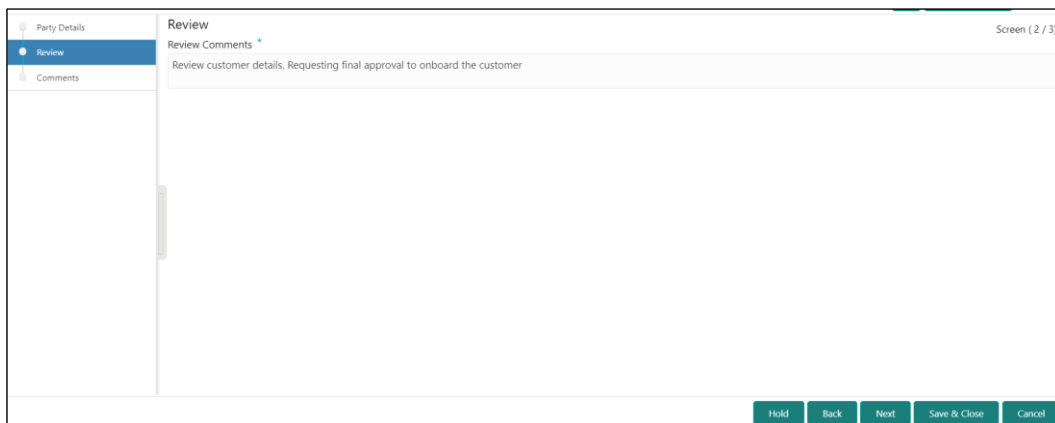 Party Details
Review
Comments
Review
Screen ( 2 / 3)
Review Comments *
Review customer details. Requesting final approval to onboard the customer
Hold
Back
Next
Save & Close
Cancel